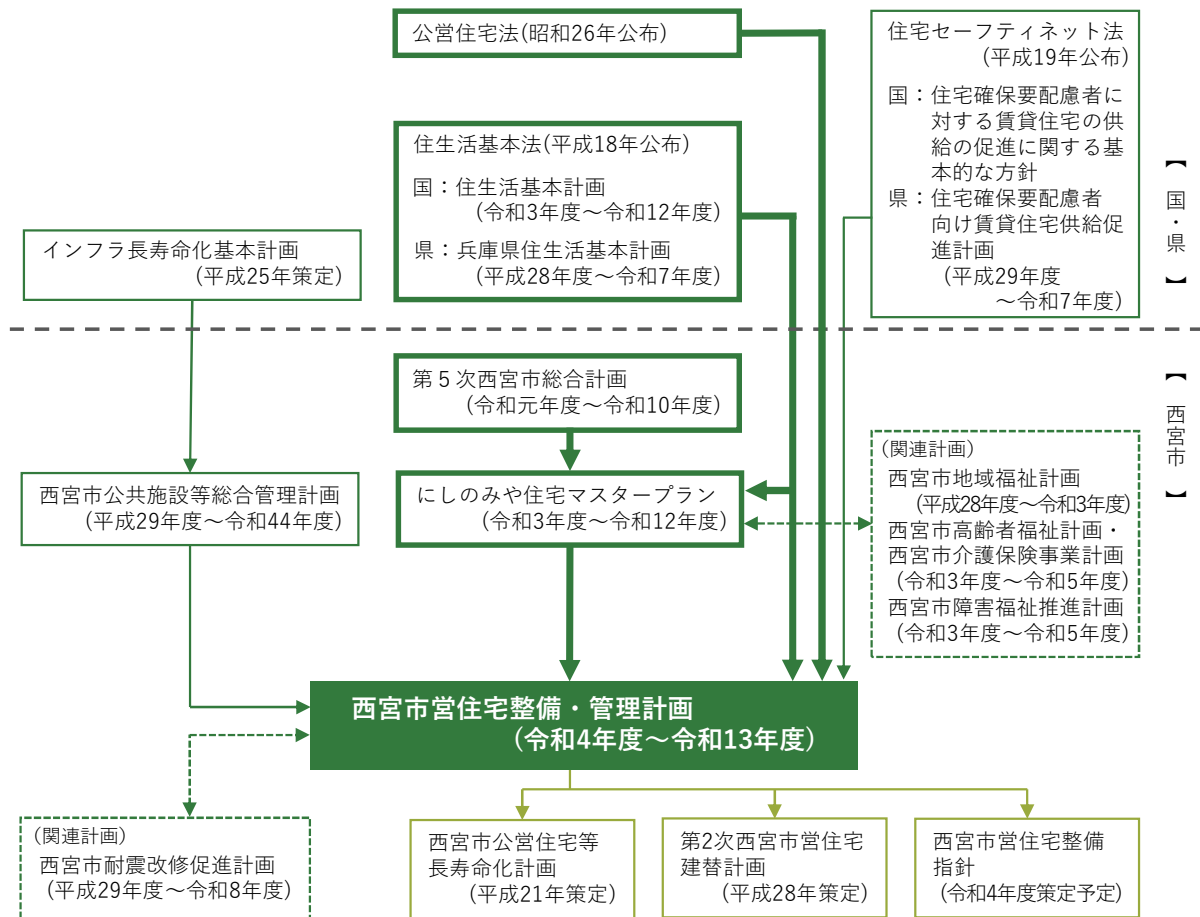 公営住宅法(昭和26年公布)
住宅セーフティネット法
(平成19年公布)
国：住宅確保要配慮者に
対する賃貸住宅の供
給の促進に関する基
本的な方針
県：住宅確保要配慮者
向け賃貸住宅供給促
進計画
(平成29年度
～令和7年度)
【国・県】
住生活基本法(平成18年公布)
国：住生活基本計画
(令和3年度～令和12年度)
県：兵庫県住生活基本計画
(平成28年度～令和7年度)
インフラ長寿命化基本計画
(平成25年策定)
【西宮市】
第５次西宮市総合計画
(令和元年度～令和10年度)
西宮市公共施設等総合管理計画
(平成29年度～令和44年度)
にしのみや住宅マスタープラン
(令和3年度～令和12年度)
(関連計画)
西宮市地域福祉計画
(平成28年度～令和3年度)
西宮市高齢者福祉計画・
西宮市介護保険事業計画
(令和3年度～令和5年度)
西宮市障害福祉推進計画
(令和3年度～令和5年度)
西宮市営住宅整備・管理計画
(令和4年度～令和13年度)
(関連計画)
西宮市耐震改修促進計画
(平成29年度～令和8年度)
西宮市公営住宅等
長寿命化計画
(平成21年策定)
第2次西宮市営住宅
建替計画
(平成28年策定)
西宮市営住宅整備
指針
(令和4年度策定予定)